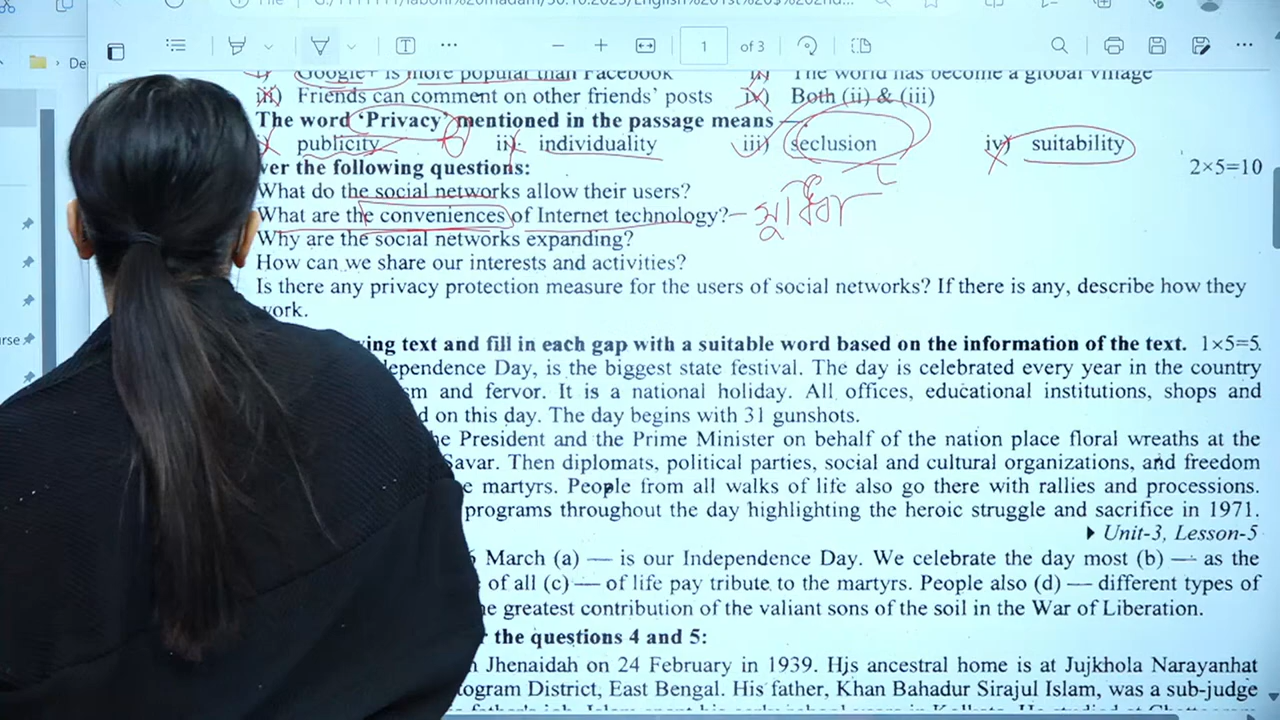 File
1 of 3
De
Google+ is more popular than Facebook iv) The world has become a global village
iii) Friends can comment on other friends' posts iv) Both (ii) & (iii)
The word 'Privacy' mentioned in the passage means —
publicity ii) individuality iii) seclusion iv) suitability
ver the following questions: 2×5=10
What do the social networks allow their users?
What are the conveniences of Internet technology?— সুবিধা
Why are the social networks expanding?
How can we share our interests and activities?
Is there any privacy protection measure for the users of social networks? If there is any, describe how they
work.
rse
ing text and fill in each gap with a suitable word based on the information of the text. 1×5=5
ependence Day, is the biggest state festival. The day is celebrated every year in the country
sm and fervor. It is a national holiday. All offices, educational institutions, shops and
d on this day. The day begins with 31 gunshots.
he President and the Prime Minister on behalf of the nation place floral wreaths at the
Savar. Then diplomats, political parties, social and cultural organizations, and freedom
e martyrs. People from all walks of life also go there with rallies and processions.
programs throughout the day highlighting the heroic struggle and sacrifice in 1971.
▶ Unit-3, Lesson-5
March (a) — is our Independence Day. We celebrate the day most (b) — as the
of all (c) — of life pay tribute to the martyrs. People also (d) — different types of
e greatest contribution of the valiant sons of the soil in the War of Liberation.
the questions 4 and 5:
Jhenaidah on 24 February in 1939. His ancestral home is at Jujkhola Narayanhat
togram District, East Bengal. His father, Khan Bahadur Sirajul Islam, was a sub-judge